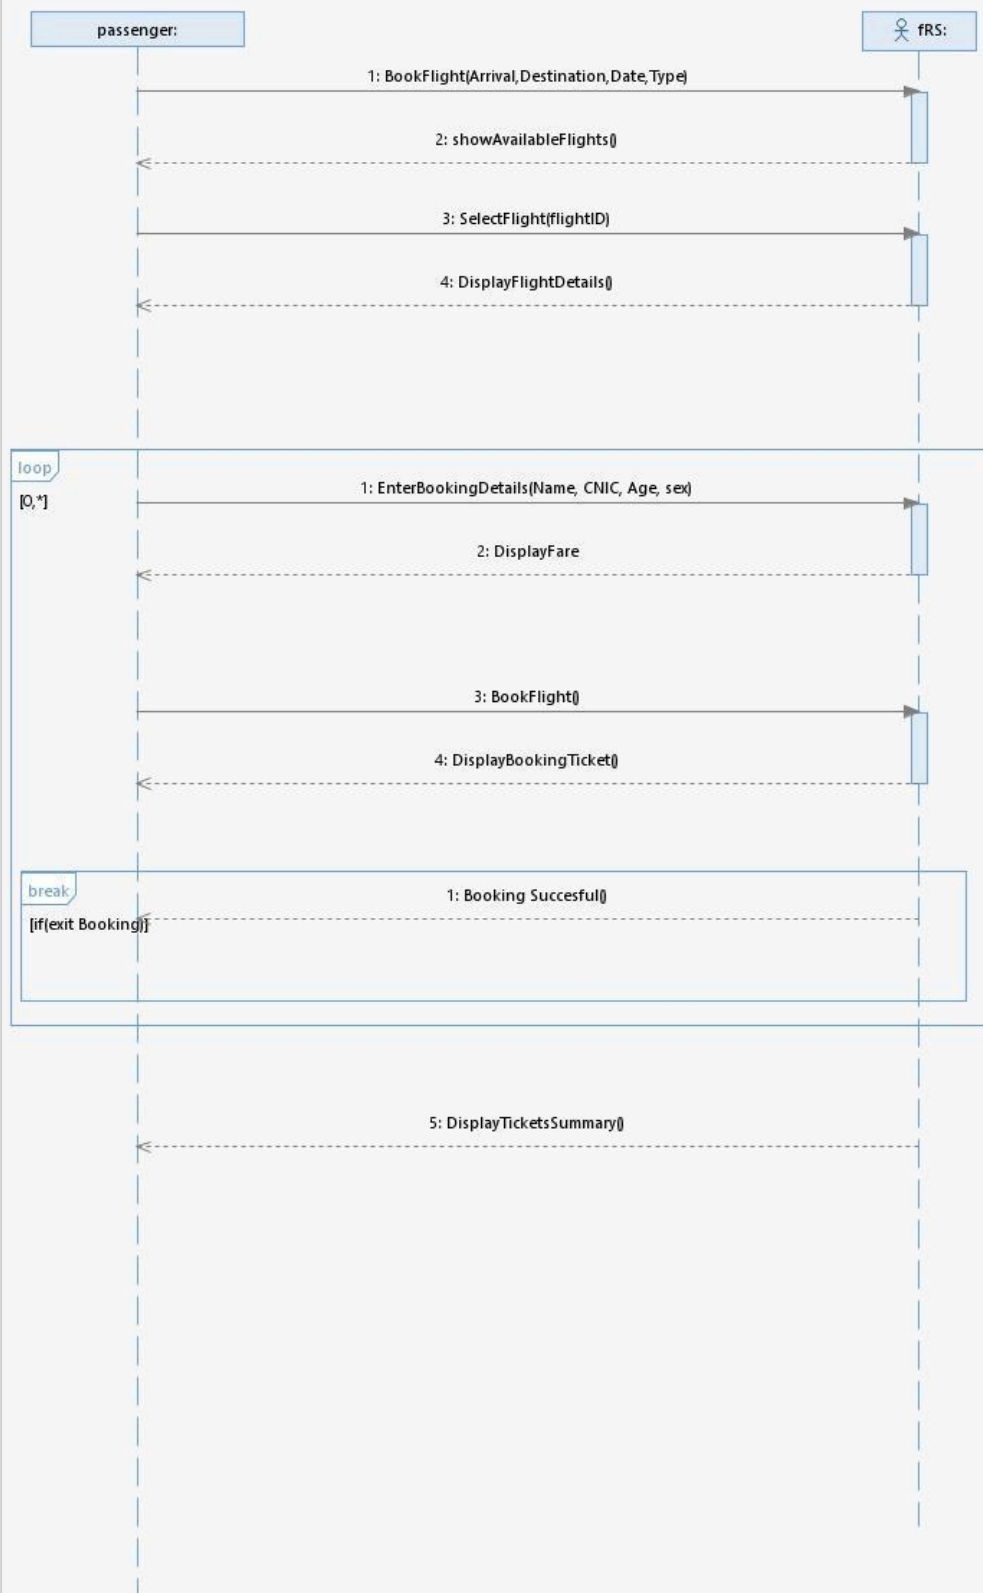 passenger:
fRS:
1: BookFlight(Arrival,Destination,Date,Type)
2: showAvailableFlights()
3: SelectFlight(flightID)
4: DisplayFlightDetails()
loop
[0,*]
1: EnterBookingDetails(Name, CNIC, Age, sex)
2: DisplayFare
3: BookFlight()
4: DisplayBookingTicket()
break
1: Booking Succesful()
[if(exit Booking)]
5: DisplayTicketsSummary()